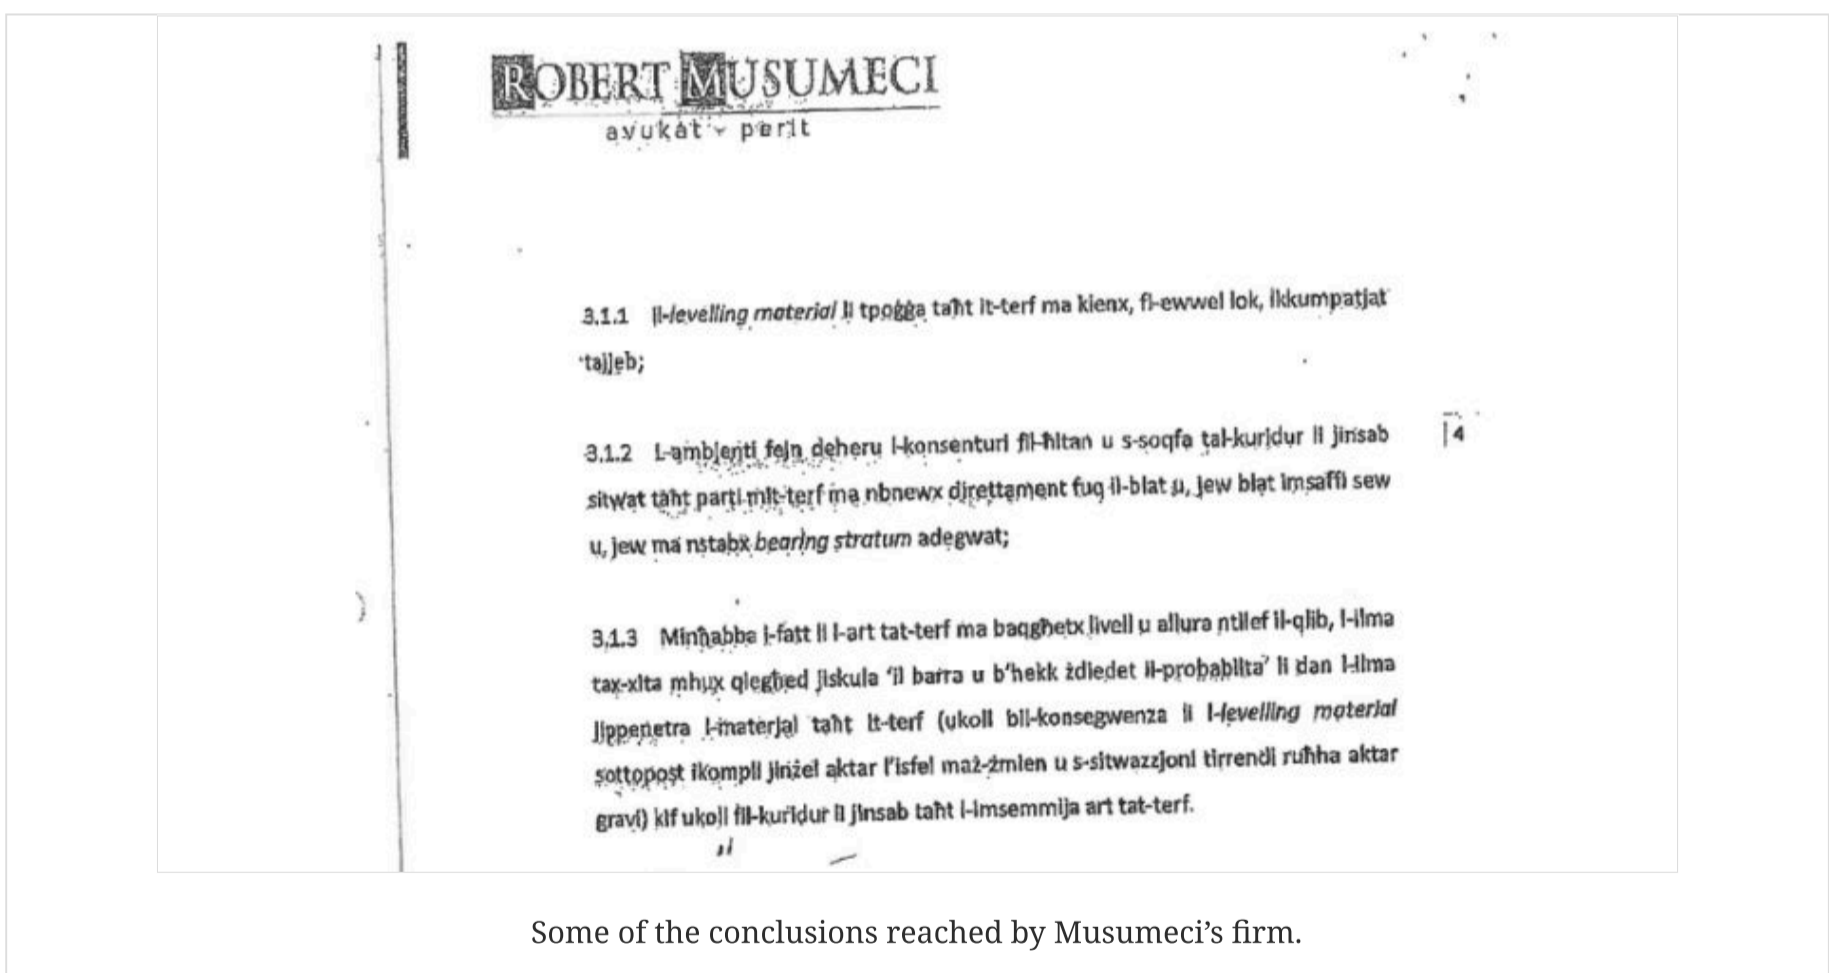 ROBERT MUSUMECI
avukat - perit
3.1.1 Il-levelling material li tpoġġa taħt it-terf ma kienx, fl-ewwel lok, ikkumpatjat
tajjeb;
3.1.2 L-ambjenti fejn deheru l-konsenturi fil-ħitan u s-soqfa tal-kuridur li jinsab
sitwat taħt parti mit-terf ma nbnewx direttament fuq il-blat u, jew blat imsaffi sew
u, jew ma nstabx bearing stratum adegwat;
3.1.3 Minħabba l-fatt li l-art tat-terf ma baqgħetx livell u allura ntilef il-qlib, l-ilma
tax-xita mhux qiegħed jiskula 'il barra u b'hekk żdiedet il-probabilita' li dan l-ilma
jippenetra l-materjal taħt it-terf (ukoll bil-konsegwenza li l-levelling material
sottopost ikompli jinżel aktar l'isfel maż-żmien u s-sitwazzjoni tirrendi ruħha aktar
gravi) kif ukoll fil-kuridur li jinsab taħt l-imsemmija art tat-terf.
4
Some of the conclusions reached by Musumeci's firm.